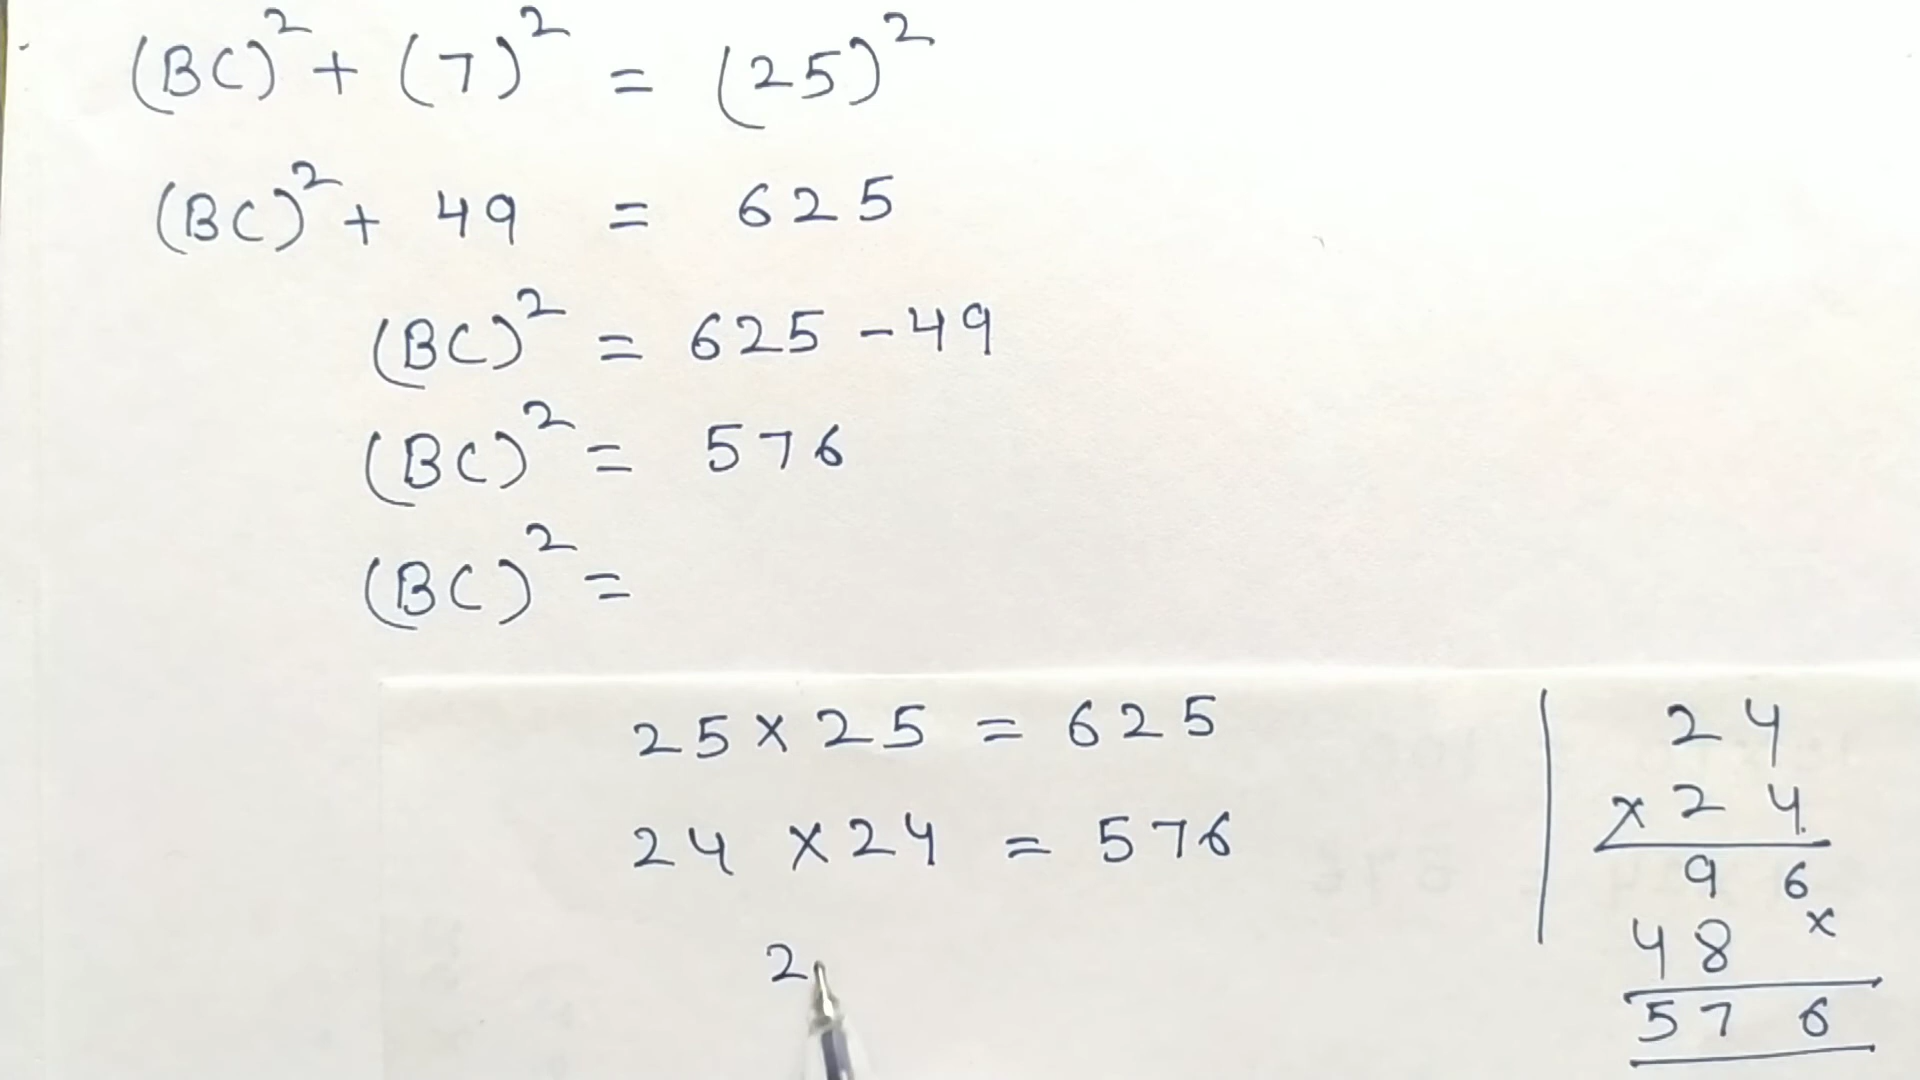 (BC)² + (7)² = (25)²
(BC)² + 49 = 625
(BC)² = 625 - 49
(BC)² = 576
(BC)² =
25 × 25 = 625
24 × 24 = 576
2
24
× 24
96
48 ×
576